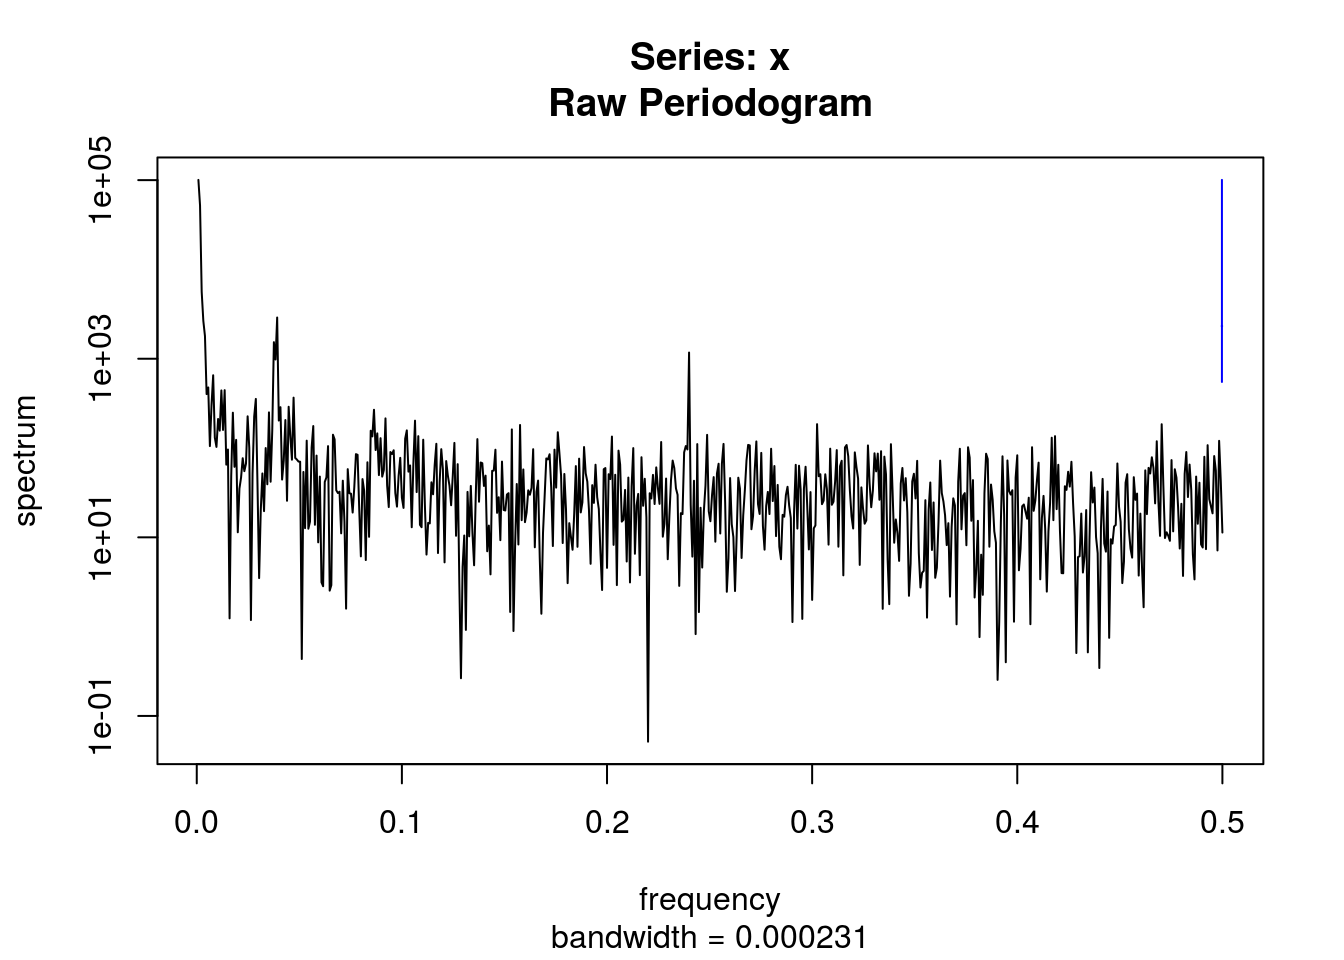 Series: x
Raw Periodogram
spectrum
1e+05
1e+03
1e+01
1e-01
0.0 0.1 0.2 0.3 0.4 0.5
frequency
bandwidth = 0.000231